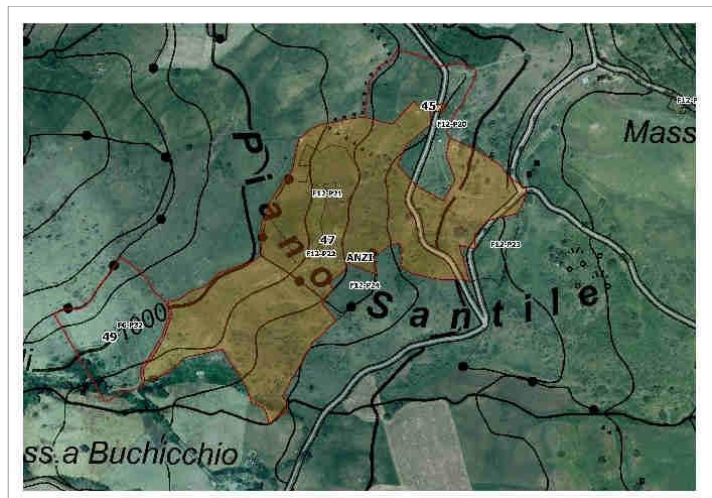 45
F12-P20
Mass
Piano Santile
F12-P21
47
F12-P22
ANZI
F12-P23
F12-P24
1000
49
ss.a Buchicchio